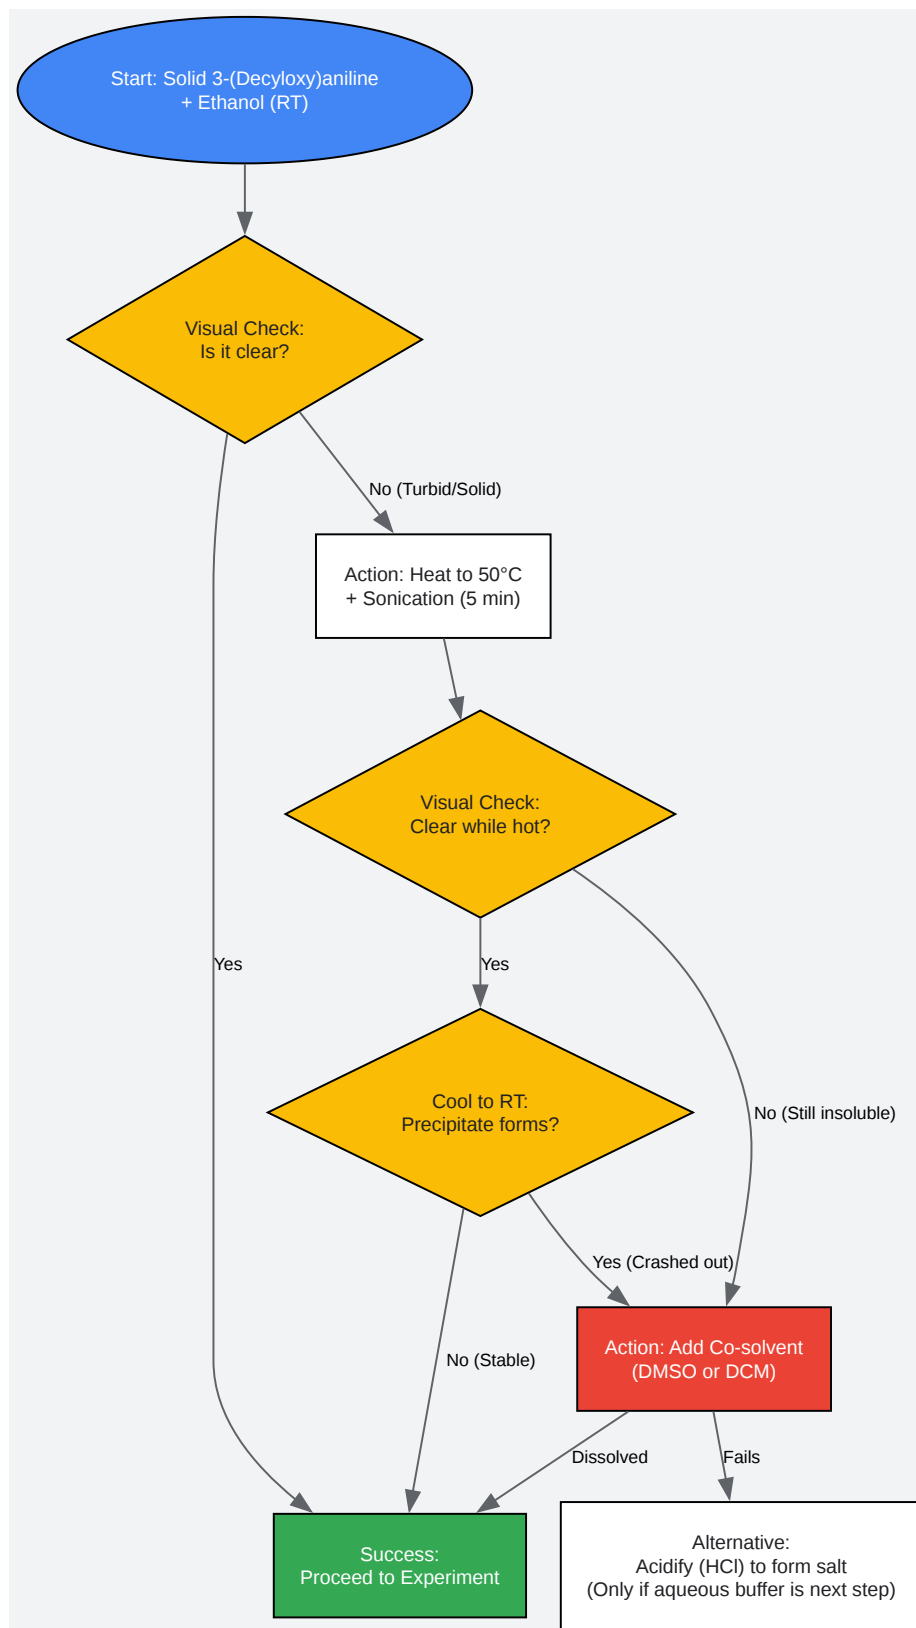 Start: Solid 3-(Decyloxy)aniline
+ Ethanol (RT)
Visual Check:
Is it clear?
No (Turbid/Solid)
Action: Heat to 50°C
+ Sonication (5 min)
Visual Check:
Clear while hot?
Yes
Yes
Cool to RT:
Precipitate forms?
No (Still insoluble)
Yes (Crashed out)
Action: Add Co-solvent
(DMSO or DCM)
No (Stable)
Dissolved
Fails
Success:
Proceed to Experiment
Alternative:
Acidify (HCl) to form salt
(Only if aqueous buffer is next step)